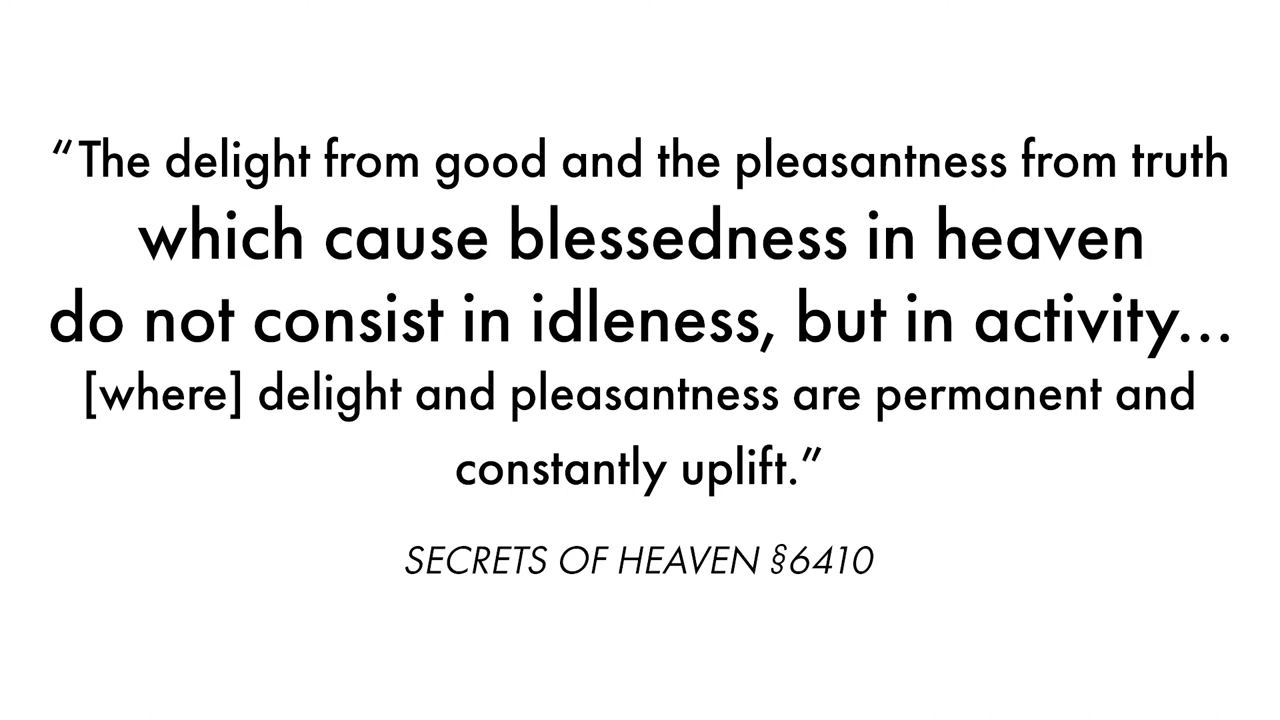 “The delight from good and the pleasantness from truth
which cause blessedness in heaven
do not consist in idleness, but in activity...
[where] delight and pleasantness are permanent and
constantly uplift.”
SECRETS OF HEAVEN §6410